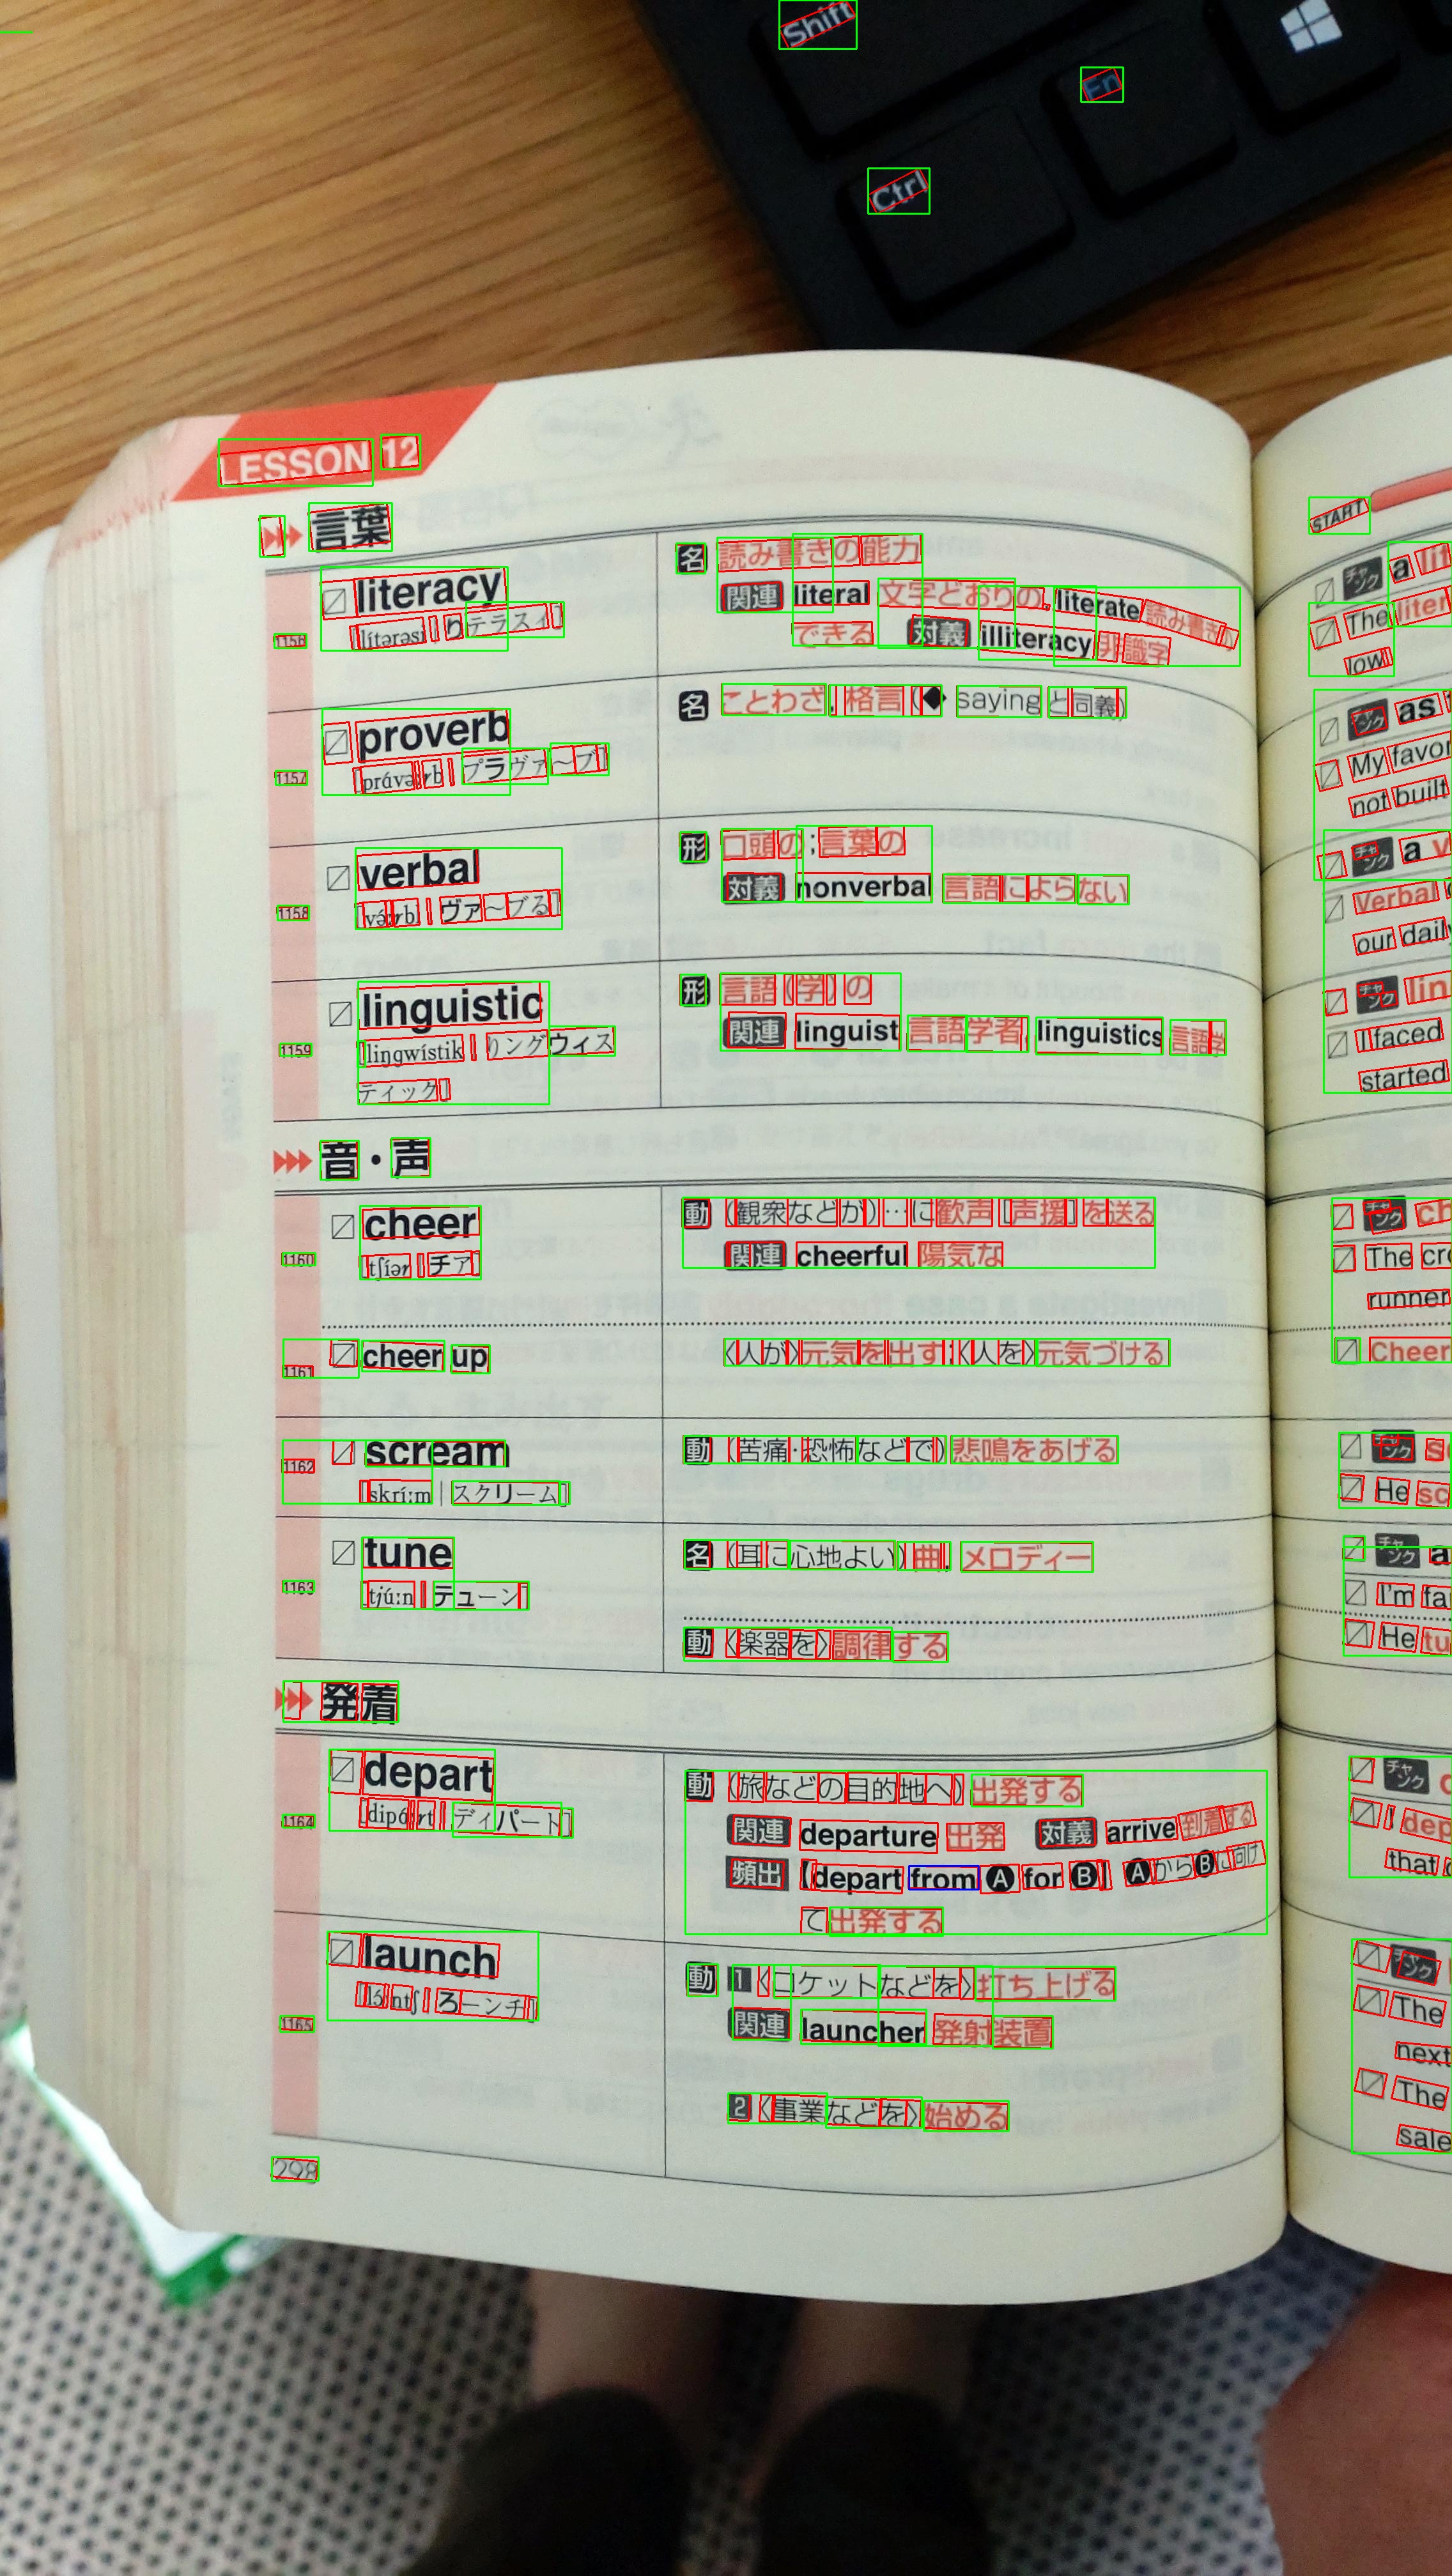 Shift
Fn
Ctrl
LESSON 12
言葉
1156 literacy
[lítərəsi | りテラスィ]
名 読み書きの能力
関連 literal 文字どおりの, literate 読み書き
できる 対義 illiteracy 非識字
1157 proverb
[právəːrb | プラヴァ～ブ]
名 ことわざ, 格言 (◆ saying と同義)
1158 verbal
[və́ːrbl | ヴァ～ブる]
形 口頭の;言葉の
対義 nonverbal 言語によらない
1159 linguistic
[lingwístik | リングウィス
ティック]
形 言語 (学) の
関連 linguist 言語学者, linguistics 言語学
音・声
1160 cheer
[tʃíər | チア]
動 (観衆などが)…に歓声 [声援] を送る
関連 cheerful 陽気な
1161 cheer up
〈人が〉元気を出す;〈人を〉元気づける
1162 scream
[skríːm | スクリーム]
動 (苦痛・恐怖などで) 悲鳴をあげる
1163 tune
[tjúːn | テューン]
名 (耳に心地よい) 曲, メロディー
動 〈楽器を〉調律する
発着
1164 depart
[dipáːrt | ディパート]
動 (旅などの目的地へ) 出発する
関連 departure 出発 対義 arrive 到着する
頻出 【depart from A for B】 AからBに向け
て出発する
1165 launch
[lɔ́ːntʃ | ろーンチ]
動 1 〈ロケットなどを〉打ち上げる
関連 launcher 発射装置
2 〈事業などを〉始める
298
START
チャンク a lit
The liter
low
チャンク as
My favor
not built
チャンク a v
Verbal
our daily
チャンク lin
I faced
started
チャンク ch
The cro
runner
Cheer
チャンク s
He sc
チャンク a
I'm fa
He tu
チャンク
I dep
that
チャンク
The
next
The
sale